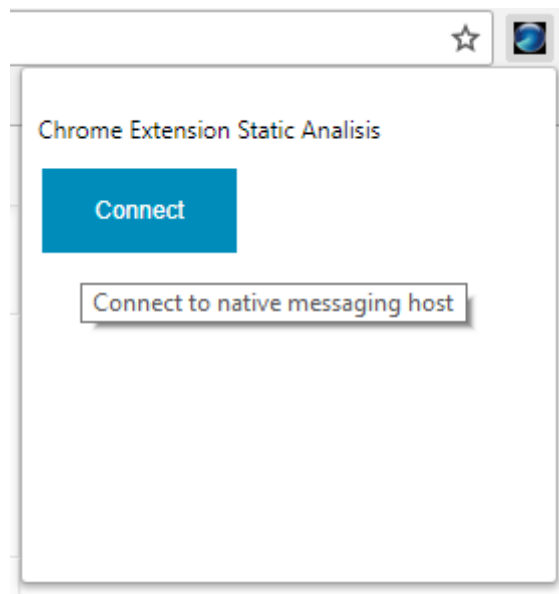 Chrome Extension Static Analisis
Connect
Connect to native messaging host